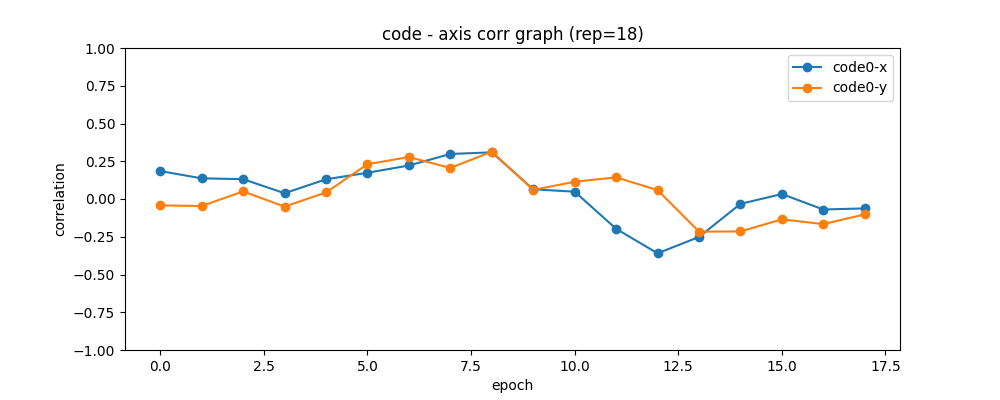 code - axis corr graph (rep=18)
1.00
0.75
0.50
0.25
0.00
−0.25
−0.50
−0.75
−1.00
correlation
code0-x
code0-y
0.0 2.5 5.0 7.5 10.0 12.5 15.0 17.5
epoch